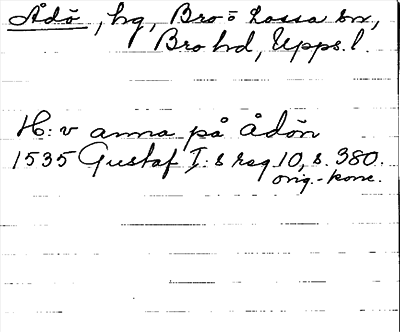 Ådö, hg, Bro o Lossa sn,
Bro hd, Upps. l.
H: v anna på ådön
1535 Gustaf I:s reg 10, s. 380.
orig.-konc.